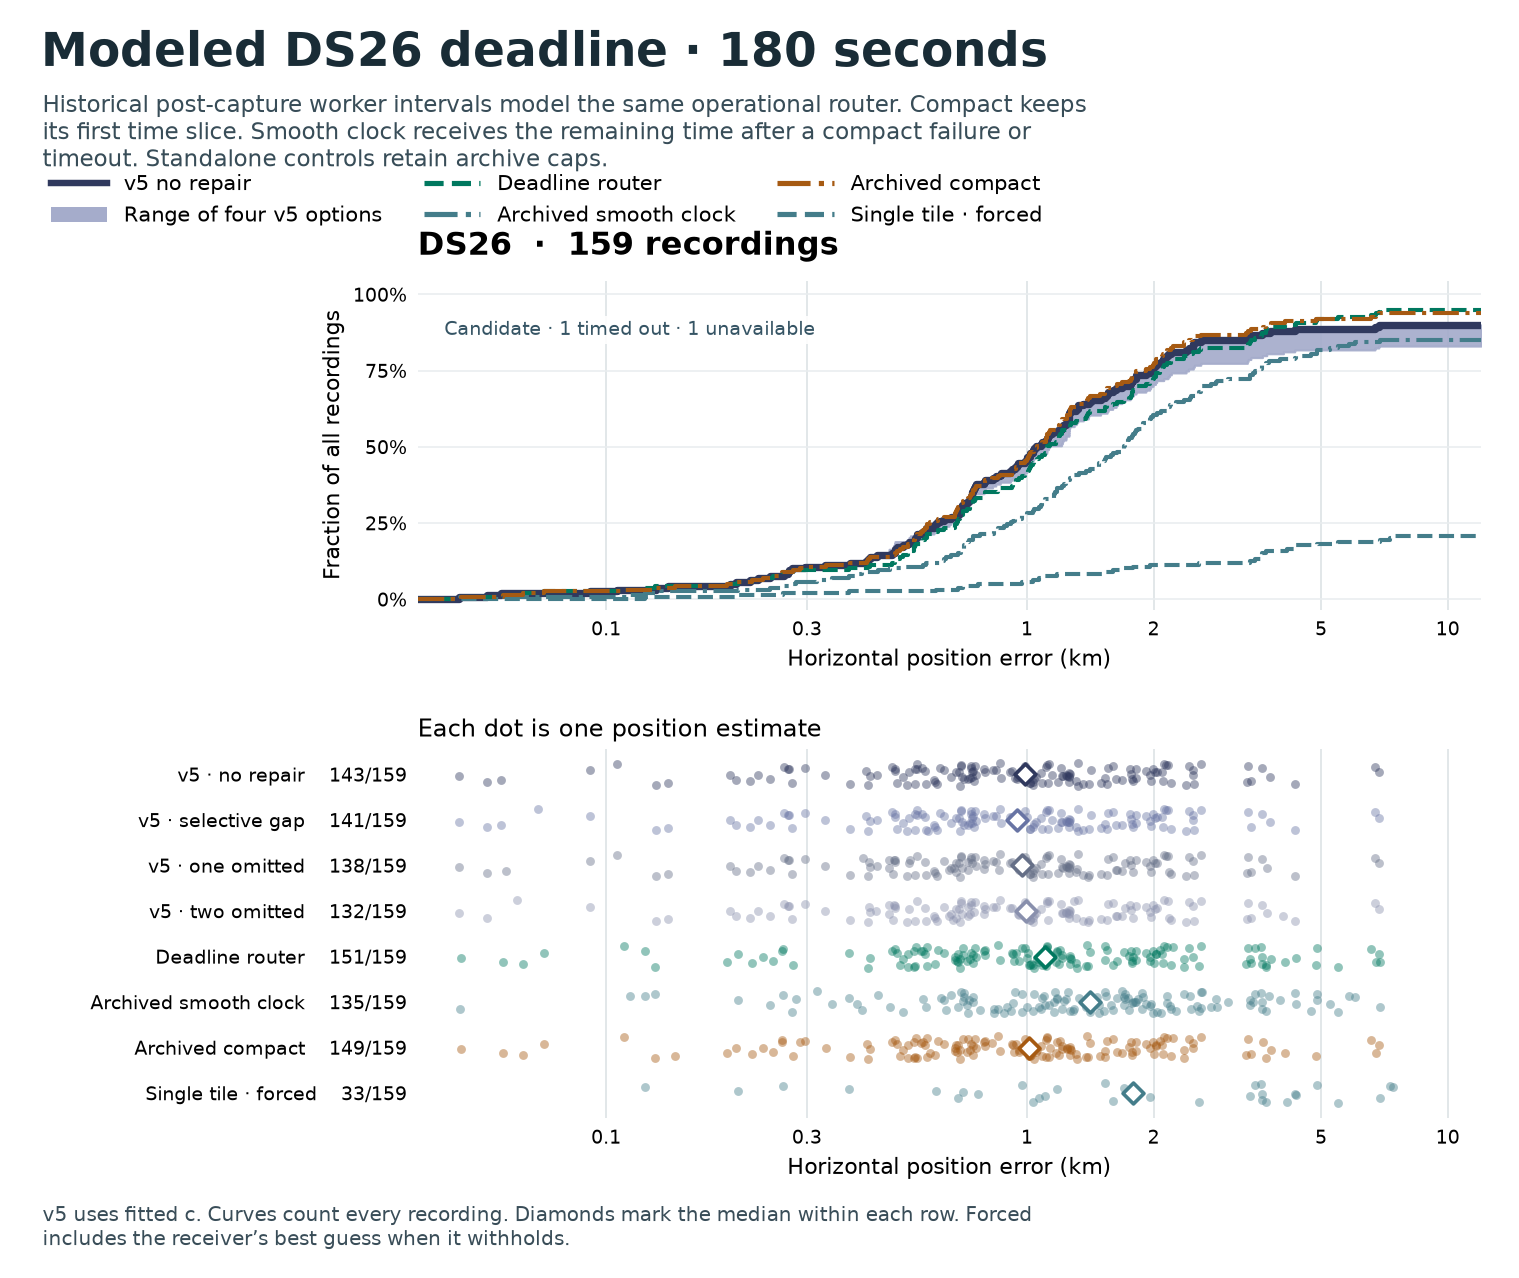 Modeled DS26 deadline · 180 seconds
Historical post-capture worker intervals model the same operational router. Compact keeps
its first time slice. Smooth clock receives the remaining time after a compact failure or
timeout. Standalone controls retain archive caps.
v5 no repair
Deadline router
Archived compact
Range of four v5 options
Archived smooth clock
Single tile · forced
DS26 · 159 recordings
100%
Candidate · 1 timed out · 1 unavailable
75%
50%
25%
0%
Fraction of all recordings
0.1 0.3 1 2 5 10
Horizontal position error (km)
Each dot is one position estimate
v5 · no repair 143/159
v5 · selective gap 141/159
v5 · one omitted 138/159
v5 · two omitted 132/159
Deadline router 151/159
Archived smooth clock 135/159
Archived compact 149/159
Single tile · forced 33/159
0.1 0.3 1 2 5 10
Horizontal position error (km)
v5 uses fitted c. Curves count every recording. Diamonds mark the median within each row. Forced
includes the receiver’s best guess when it withholds.